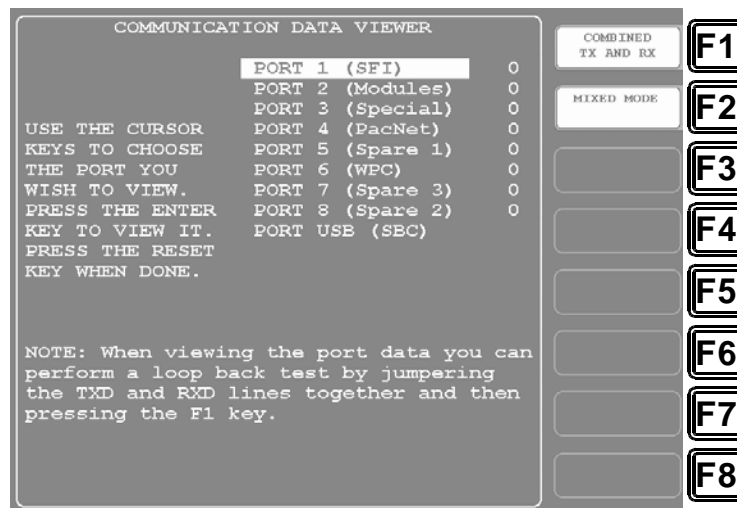 COMMUNICATION DATA VIEWER
PORT 1 (SFI) 0
PORT 2 (Modules) 0
PORT 3 (Special) 0
USE THE CURSOR PORT 4 (PacNet) 0
KEYS TO CHOOSE PORT 5 (Spare 1) 0
THE PORT YOU PORT 6 (WPC) 0
WISH TO VIEW. PORT 7 (Spare 3) 0
PRESS THE ENTER PORT 8 (Spare 2) 0
KEY TO VIEW IT. PORT USB (SBC)
PRESS THE RESET
KEY WHEN DONE.
NOTE: When viewing the port data you can
perform a loop back test by jumpering
the TXD and RXD lines together and then
pressing the F1 key.
COMBINED
TX AND RX
F1
MIXED MODE
F2
F3
F4
F5
F6
F7
F8